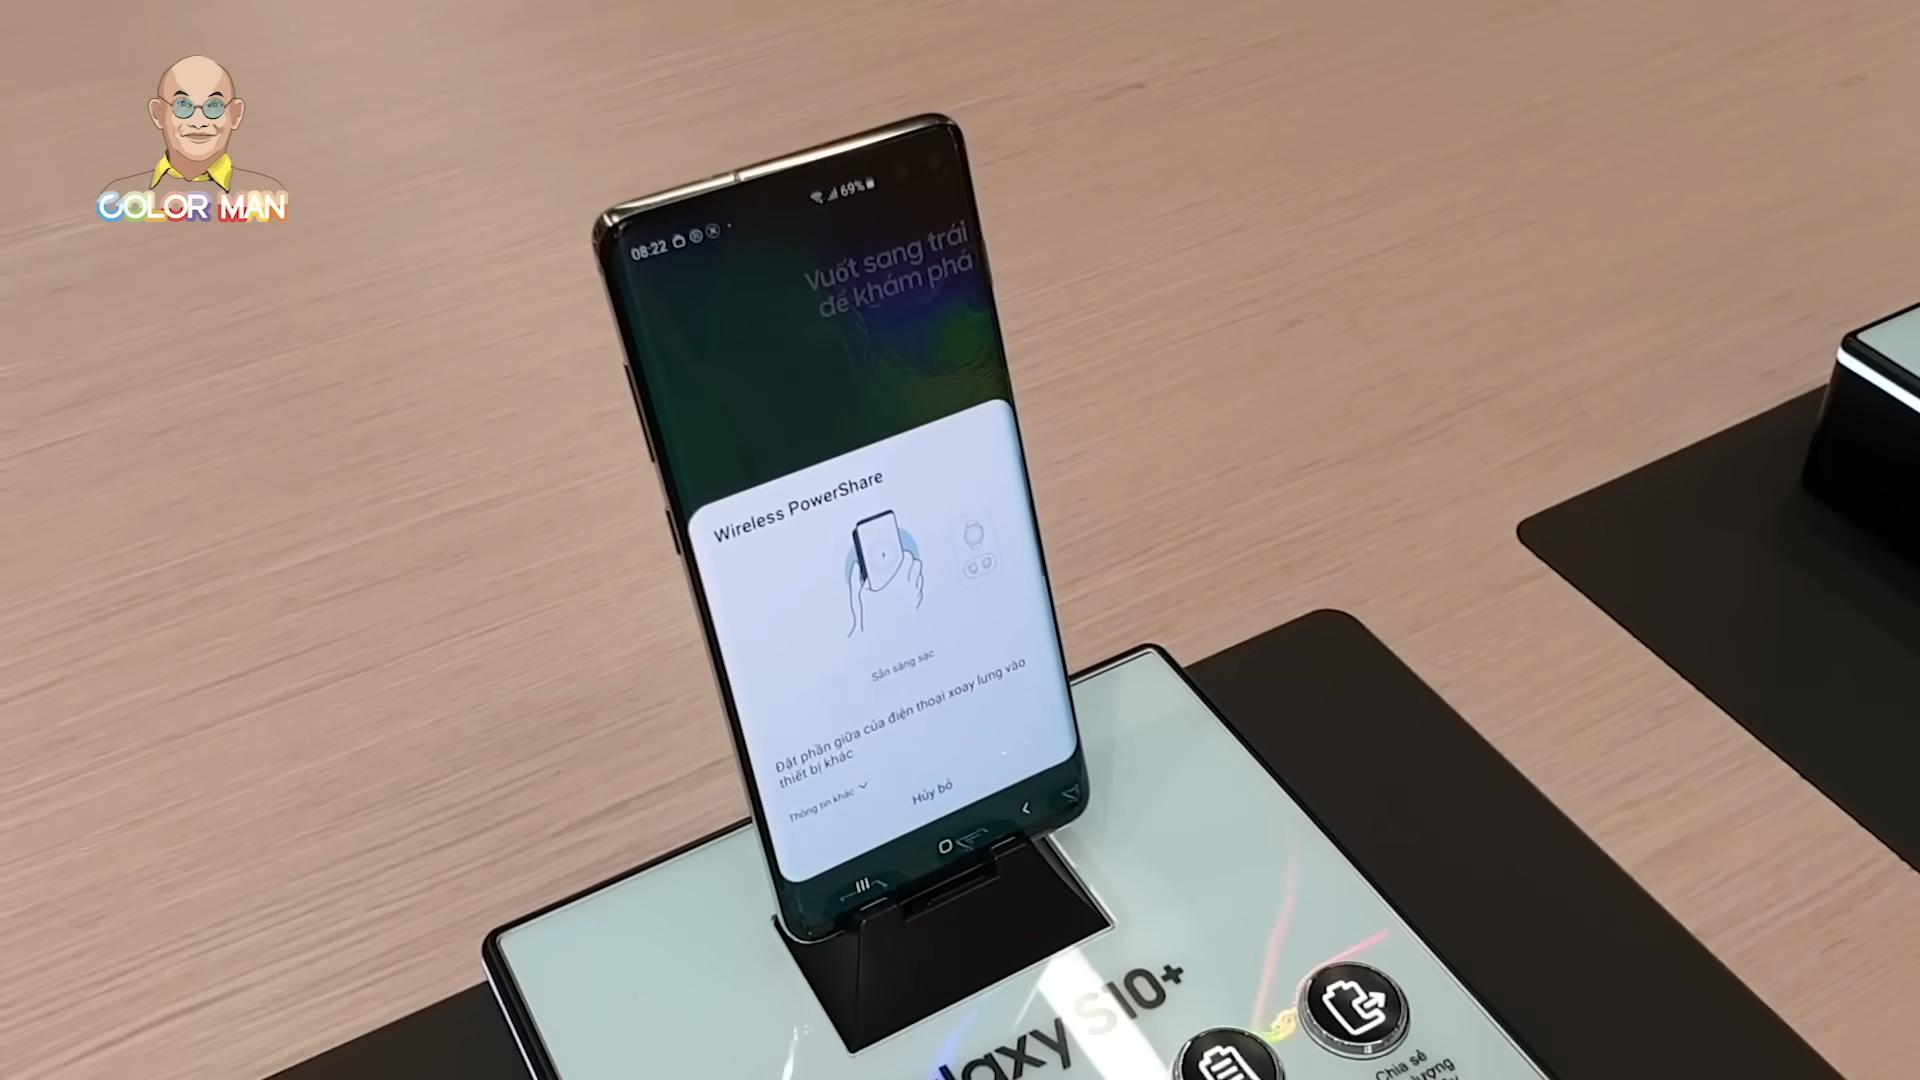 COLOR MAN
08:22
69%
Vuốt sang trái
để khám phá
Wireless PowerShare
Sẵn sàng sạc
Đặt phần giữa của điện thoại xoay lưng vào
thiết bị khác
Thông tin khác
Hủy bỏ
S10+
Chia sẻ